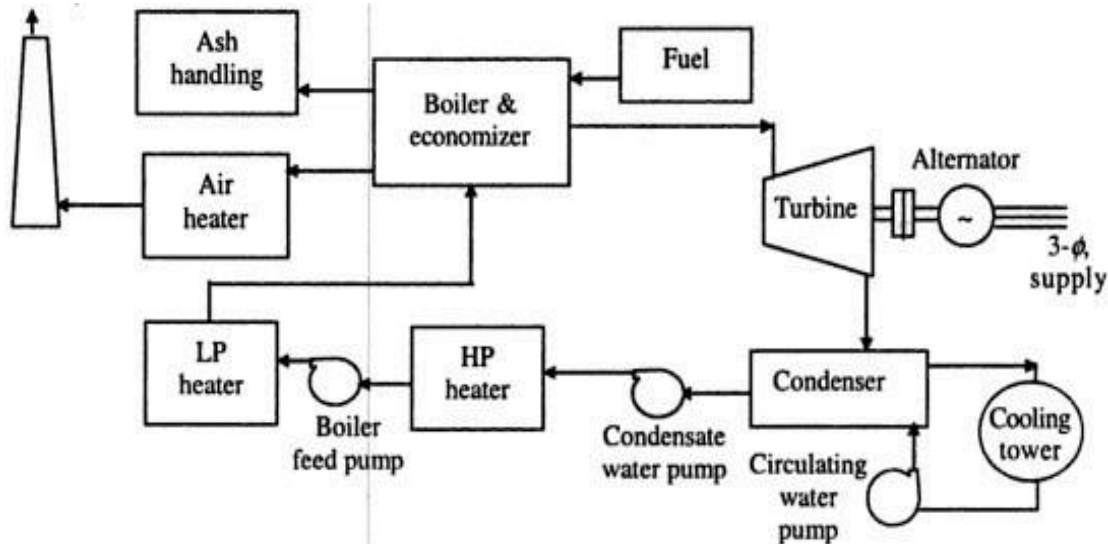 Ash
handling
Fuel
Boiler &
economizer
Air
heater
Alternator
Turbine
~
3-ϕ,
supply
LP
heater
HP
heater
Condenser
Cooling
tower
Boiler
feed pump
Condensate
water pump
Circulating
water
pump